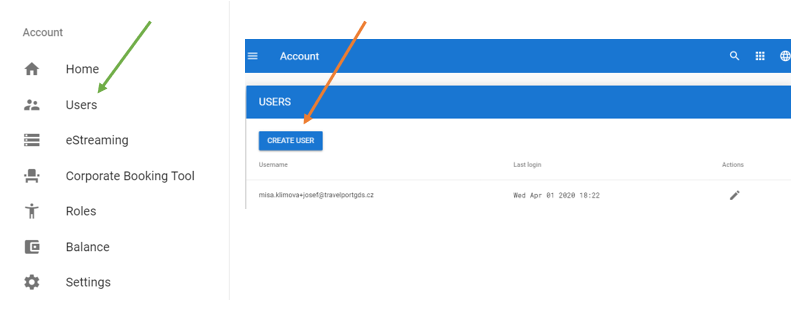 Account
Home
Users
eStreaming
Corporate Booking Tool
Roles
Balance
Settings
Account
USERS
CREATE USER
Username Last login Actions
misa.klimova+josef@travelportgds.cz Wed Apr 01 2020 18:22